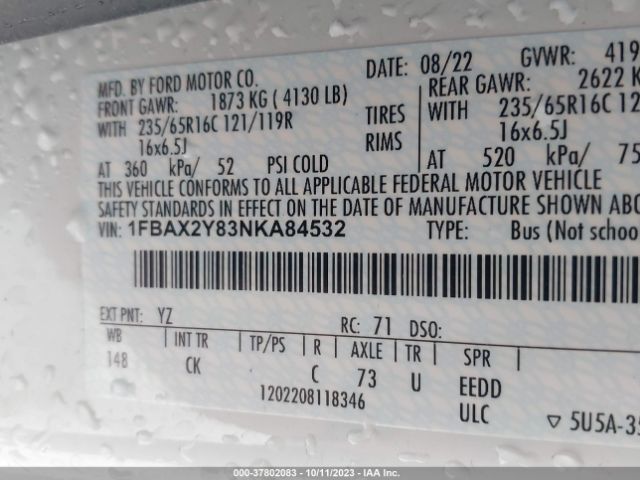 MFD. BY FORD MOTOR CO. DATE: 08/22 GVWR: 419
FRONT GAWR: 1873 KG ( 4130 LB) REAR GAWR: 2622 K
WITH 235/65R16C 121/119R TIRES WITH 235/65R16C 12
16x6.5J RIMS 16x6.5J
AT 360 kPa/ 52 PSI COLD AT 520 kPa/ 75
THIS VEHICLE CONFORMS TO ALL APPLICABLE FEDERAL MOTOR VEHICLE
SAFETY STANDARDS IN EFFECT ON THE DATE OF MANUFACTURE SHOWN ABO
VIN: 1FBAX2Y83NKA84532 TYPE: Bus (Not schoo
EXT PNT: YZ RC: 71 DSO:
WB INT TR TP/PS R AXLE TR SPR
148 CK C 73 U EEDD
1202208118346 ULC ▽ 5U5A-35
000-37802083 - 10/11/2023 - IAA Inc.